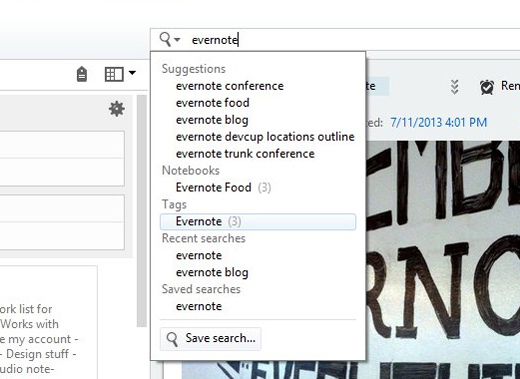 evernote
Suggestions
evernote conference
evernote food
evernote blog
evernote devcup locations outline
evernote trunk conference
Notebooks
Evernote Food (3)
Tags
Evernote (3)
Recent searches
evernote
evernote blog
Saved searches
evernote
Save search...
te
Ren
ed: 7/11/2013 4:01 PM
EMBE
RNO
ork list for
Works with
e my account -
- Design stuff -
udio note-